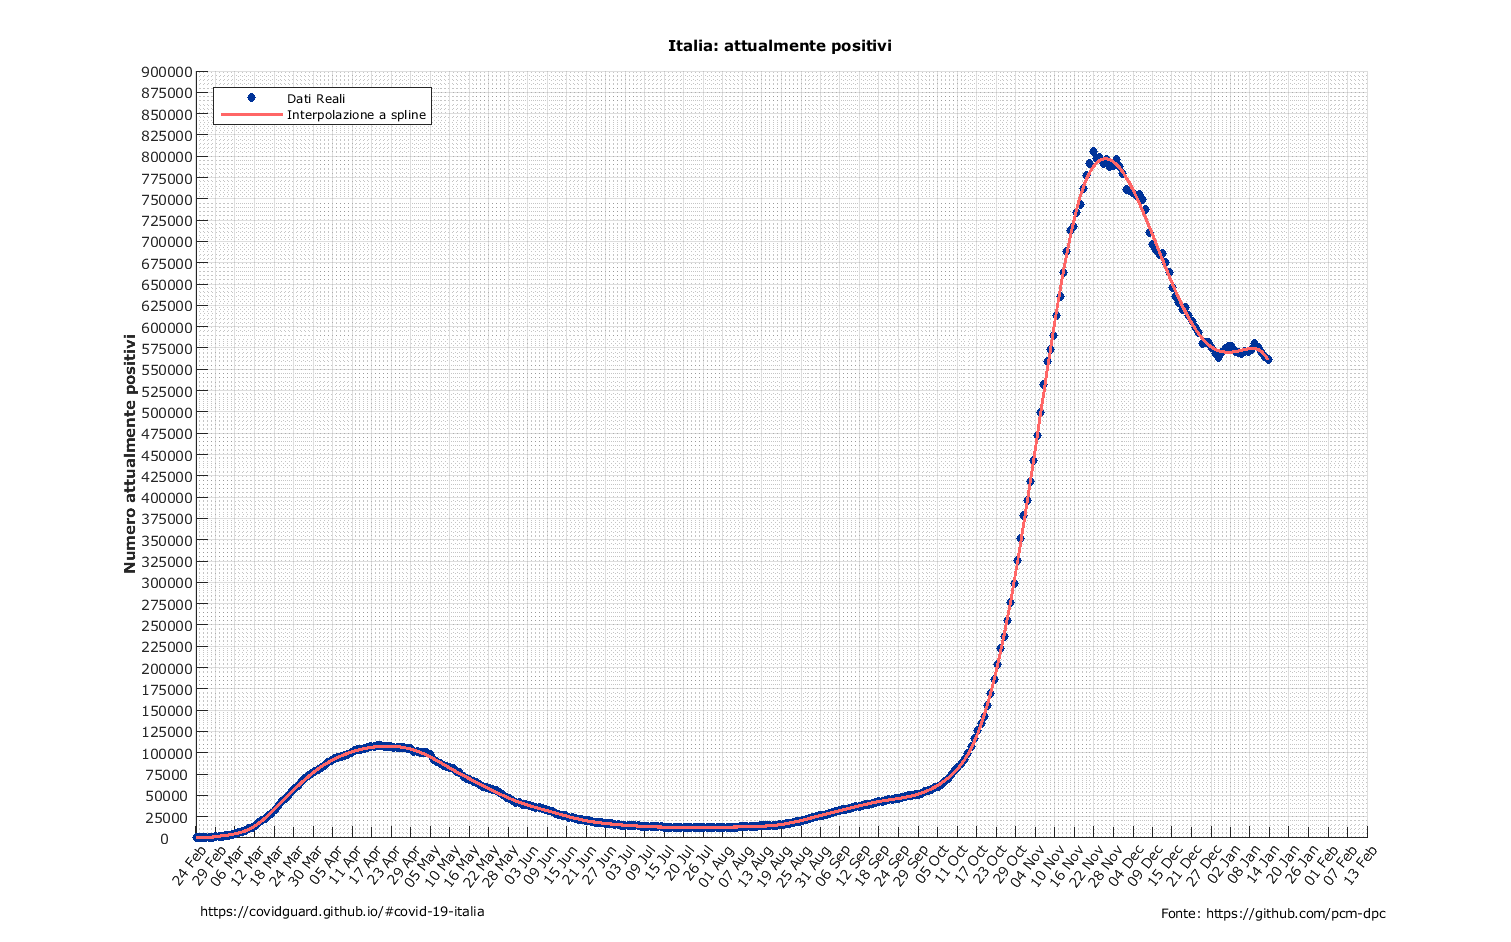 Italia: attualmente positivi
900000
875000
850000
825000
800000
775000
750000
725000
700000
675000
650000
625000
600000
575000
550000
525000
500000
475000
450000
425000
400000
375000
350000
325000
300000
275000
250000
225000
200000
175000
150000
125000
100000
75000
50000
25000
0
Numero attualmente positivi
Dati Reali
Interpolazione a spline
24 Feb
29 Feb
06 Mar
12 Mar
18 Mar
24 Mar
30 Mar
05 Apr
11 Apr
17 Apr
23 Apr
29 Apr
05 May
10 May
16 May
22 May
28 May
03 Jun
09 Jun
15 Jun
21 Jun
27 Jun
03 Jul
09 Jul
15 Jul
20 Jul
26 Jul
01 Aug
07 Aug
13 Aug
19 Aug
25 Aug
31 Aug
06 Sep
12 Sep
18 Sep
24 Sep
29 Sep
05 Oct
11 Oct
17 Oct
23 Oct
29 Oct
04 Nov
10 Nov
16 Nov
22 Nov
28 Nov
04 Dec
09 Dec
15 Dec
21 Dec
27 Dec
02 Jan
08 Jan
14 Jan
20 Jan
26 Jan
01 Feb
07 Feb
13 Feb
https://covidguard.github.io/#covid-19-italia
Fonte: https://github.com/pcm-dpc